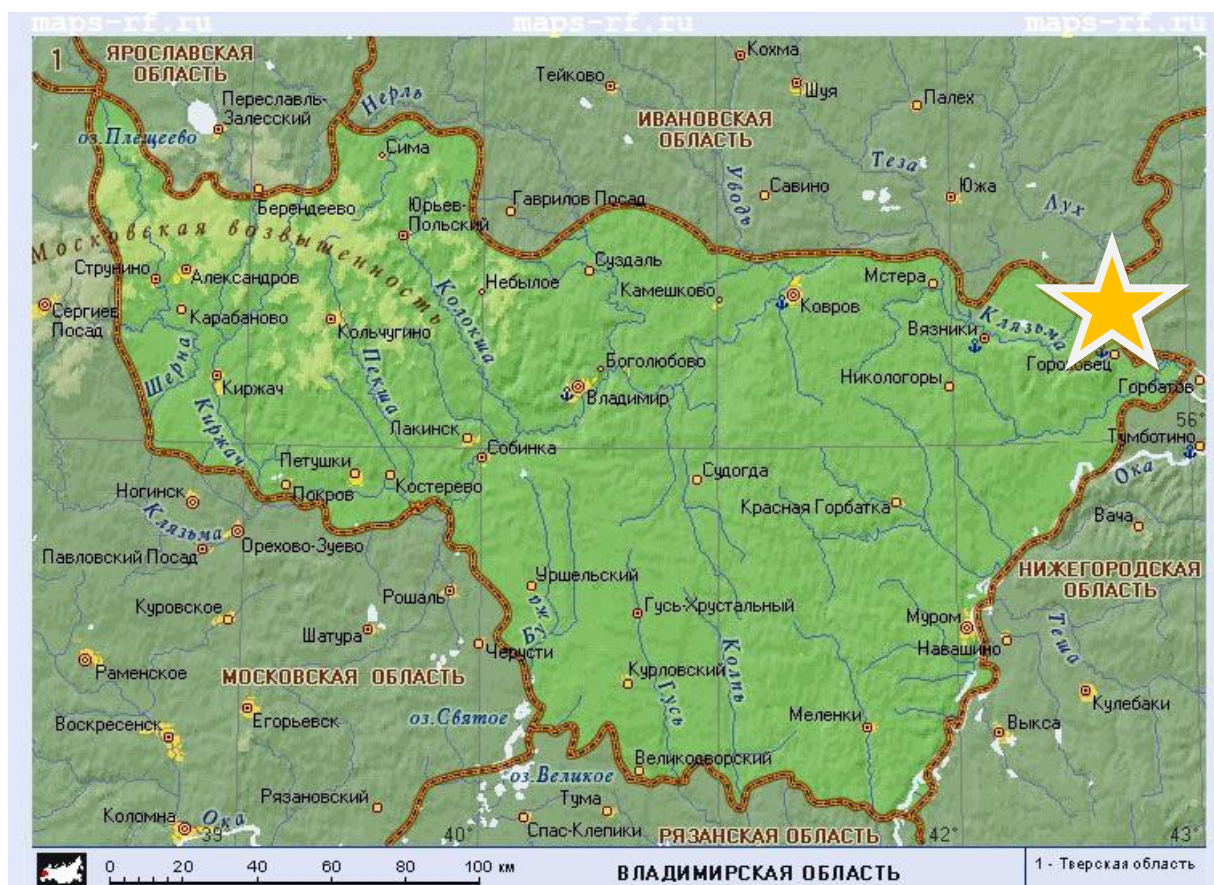 maps-rf.ru maps-rf.ru maps-rf.ru
1
ЯРОСЛАВСКАЯ
ОБЛАСТЬ
Переславль-
Залесский
оз.Плещеево
Нерль
Тейково
Кохма
Шуя
Палех
ИВАНОВСКАЯ
ОБЛАСТЬ
Сима
Берендеево
Юрьев-
Польский
Гаврилов Посад
Уводь
Савино
Теза
Южа
Лух
Московская возвышенность
Струнино
Александров
Сергиев
Посад
Карабаново
Кольчугино
Небылое
Колокша
Суздаль
Камешково
Ковров
Мстера
Вязники
Клязьма
Горбатов
Шерна
Киржач
Киржач
Пекша
Боголюбово
Владимир
Никологоры
56°
Тумботино
Ока
Лакинск
Собинка
Петушки
Покров
Костерево
Судогда
Красная Горбатка
Вача
Ногинск
Клязьма
Орехово-Зуево
Павловский Посад
НИЖЕГОРОДСКАЯ
ОБЛАСТЬ
Уршельский
Гусь-Хрустальный
Куровское
Рошаль
Шатура
Черусти
Муром
Навашино
Теша
Раменское
МОСКОВСКАЯ ОБЛАСТЬ
Курловский
Гусь
Колпь
Кулебаки
Воскресенск
Егорьевск
оз.Святое
Меленки
Выкса
Великодворский
оз.Великое
Рязановский
Тума
Коломна
Ока
Спас-Клепики
РЯЗАНСКАЯ ОБЛАСТЬ
39 40° 42° 43°
0 20 40 60 80 100 км
ВЛАДИМИРСКАЯ ОБЛАСТЬ
1 - Тверская область